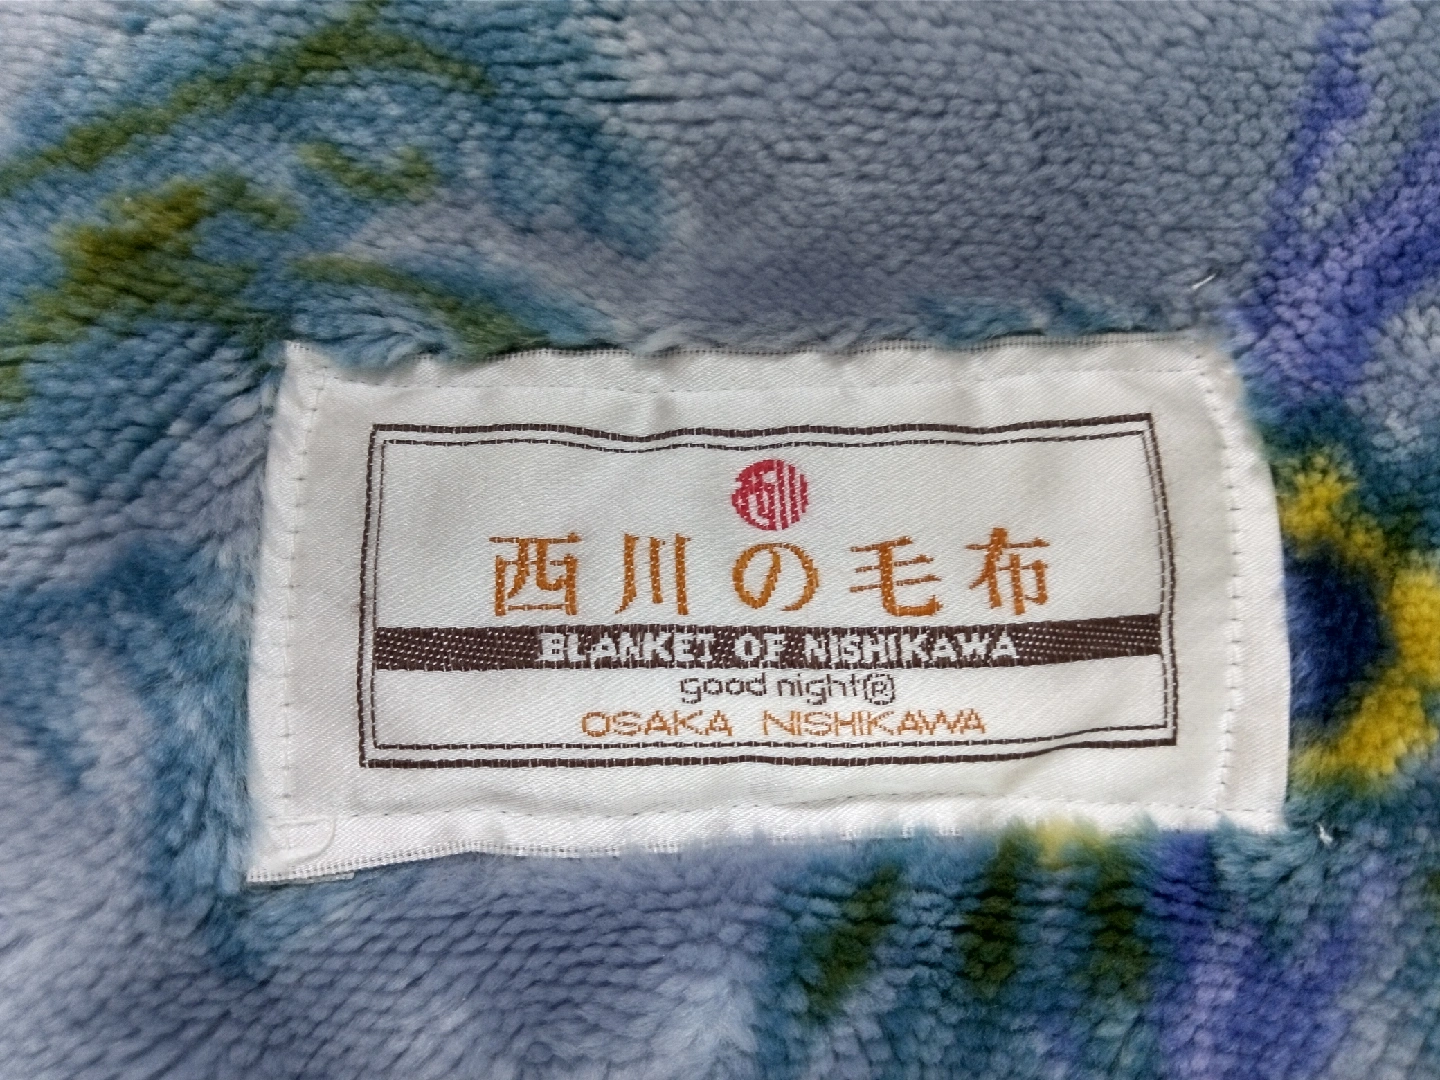 西川の毛布
BLANKET OF NISHIKAWA
good night®
OSAKA NISHIKAWA